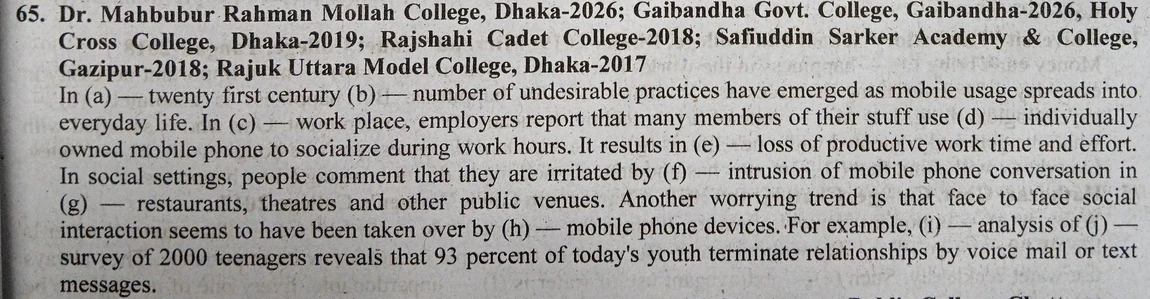 65. Dr. Mahbubur Rahman Mollah College, Dhaka-2026; Gaibandha Govt. College, Gaibandha-2026, Holy
Cross College, Dhaka-2019; Rajshahi Cadet College-2018; Safiuddin Sarker Academy & College,
Gazipur-2018; Rajuk Uttara Model College, Dhaka-2017
In (a) — twenty first century (b) — number of undesirable practices have emerged as mobile usage spreads into
everyday life. In (c) — work place, employers report that many members of their stuff use (d) — individually
owned mobile phone to socialize during work hours. It results in (e) — loss of productive work time and effort.
In social settings, people comment that they are irritated by (f) — intrusion of mobile phone conversation in
(g) — restaurants, theatres and other public venues. Another worrying trend is that face to face social
interaction seems to have been taken over by (h) — mobile phone devices. For example, (i) — analysis of (j) —
survey of 2000 teenagers reveals that 93 percent of today's youth terminate relationships by voice mail or text
messages.